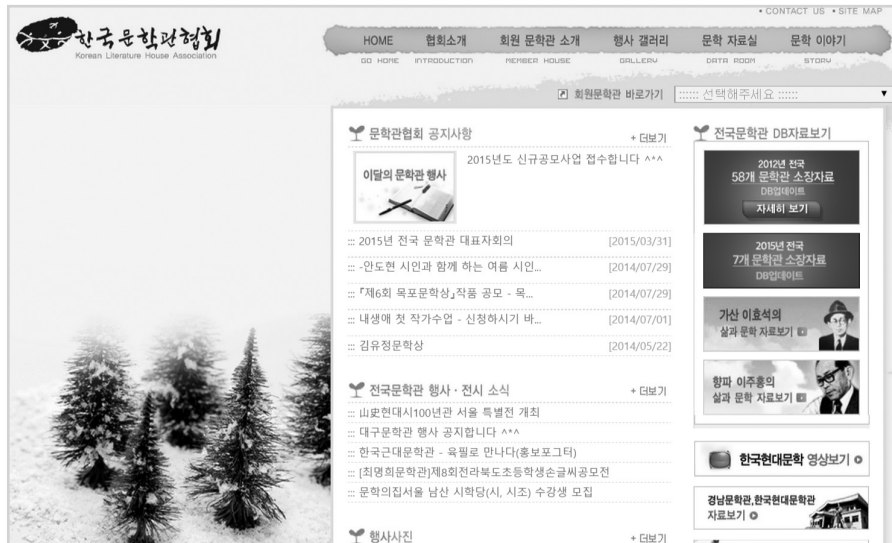 • CONTACT US • SITE MAP
한국문학관협회
Korean Literature House Association
HOME 협회소개 회원 문학관 소개 행사 갤러리 문학 자료실 문학 이야기
GO HOME INTRODUCTION MEMBER HOUSE GALLERY DATA ROOM STORY
회원문학관 바로가기 :::::: 선택해주세요 ::::::
문학관협회 공지사항 + 더보기
이달의 문학관 행사
2015년도 신규공모사업 접수합니다 ^*^
::: 2015년 전국 문학관 대표자회의 [2015/03/31]
::: -안도현 시인과 함께 하는 여름 시인... [2014/07/29]
::: 『제6회 목포문학상』작품 공모 - 목... [2014/07/29]
::: 내생애 첫 작가수업 - 신청하시기 바... [2014/07/01]
::: 김유정문학상 [2014/05/22]
전국문학관 행사 · 전시 소식 + 더보기
::: 山史현대시100년관 서울 특별전 개최
::: 대구문학관 행사 공지합니다 ^*^
::: 한국근대문학관 - 육필로 만나다(홍보포그터)
::: [최명희문학관]제8회전라북도초등학생손글씨공모전
::: 문학의집서울 남산 시학당(시, 시조) 수강생 모집
행사사진 + 더보기
전국문학관 DB자료보기
2012년 전국
58개 문학관 소장자료
DB업데이트
자세히 보기
2015년 전국
7개 문학관 소장자료
DB업데이트
가산 이효석의
삶과 문학 자료보기
향파 이주홍의
삶과 문학 자료보기
한국현대문학 영상보기
경남문학관,한국현대문학관
자료보기